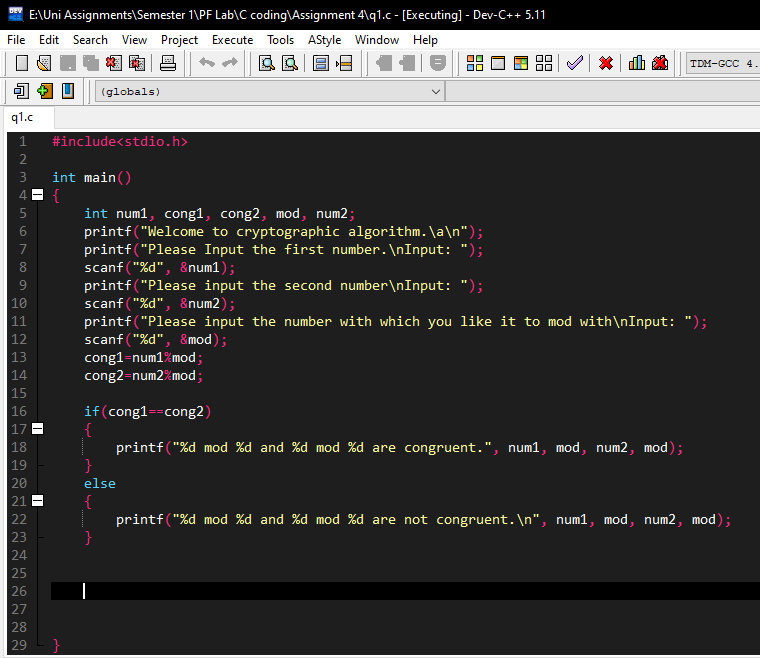 E:\Uni Assignments\Semester 1\PF Lab\C coding\Assignment 4\q1.c - [Executing] - Dev-C++ 5.11
File Edit Search View Project Execute Tools AStyle Window Help
TDM-GCC 4.
(globals)
q1.c
1 #include<stdio.h>
2
3 int main()
4 {
5 int num1, cong1, cong2, mod, num2;
6 printf("Welcome to cryptographic algorithm.\a\n");
7 printf("Please Input the first number.\nInput: ");
8 scanf("%d", &num1);
9 printf("Please input the second number\nInput: ");
10 scanf("%d", &num2);
11 printf("Please input the number with which you like it to mod with\nInput: ");
12 scanf("%d", &mod);
13 cong1=num1%mod;
14 cong2=num2%mod;
15
16 if(cong1==cong2)
17 {
18 printf("%d mod %d and %d mod %d are congruent.", num1, mod, num2, mod);
19 }
20 else
21 {
22 printf("%d mod %d and %d mod %d are not congruent.\n", num1, mod, num2, mod);
23 }
24
25
26
27
28
29 }